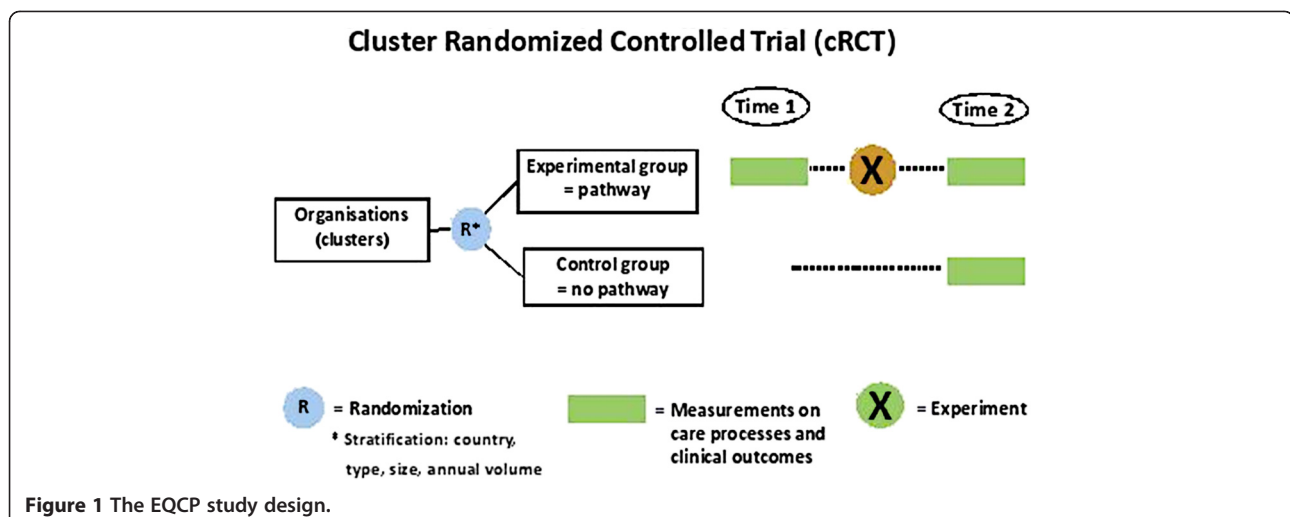 Cluster Randomized Controlled Trial (cRCT)
Time 1
Time 2
Experimental group
= pathway
X
Organisations
(clusters)
R*
Control group
= no pathway
R
= Randomization
* Stratification: country,
type, size, annual volume
= Measurements on
care processes and
clinical outcomes
X
= Experiment
Figure 1 The EQCP study design.